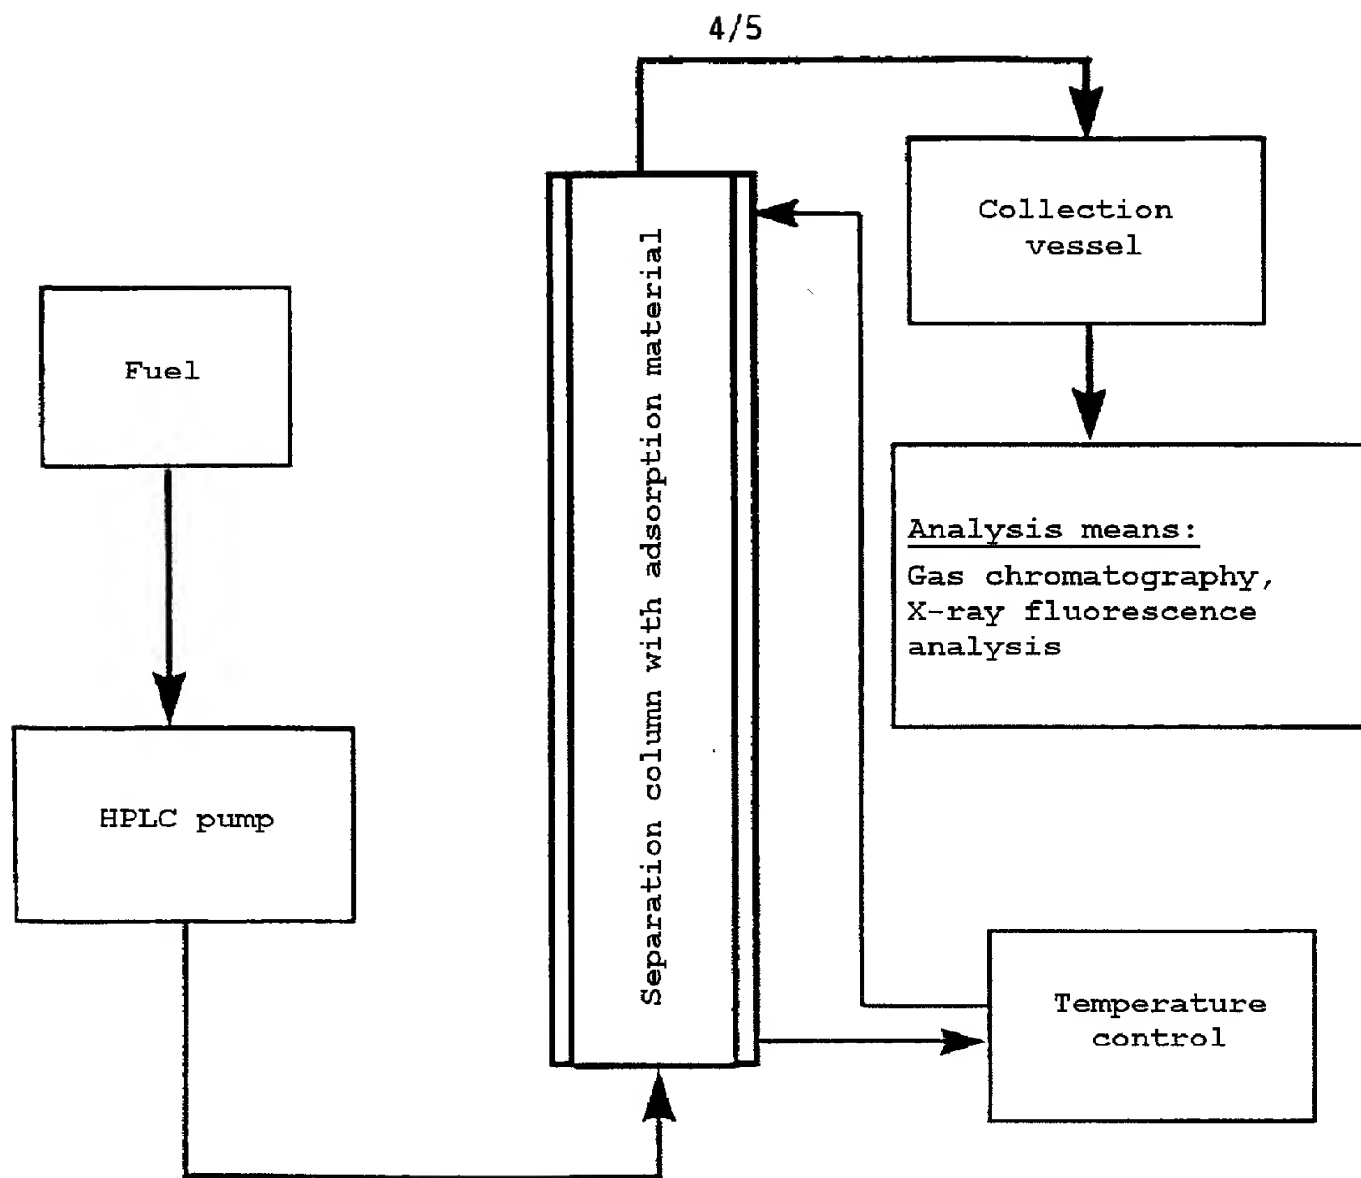 4/5
Collection
vessel
Fuel
Separation column with adsorption material
Analysis means:
Gas chromatography,
X-ray fluorescence
analysis
HPLC pump
Temperature
control